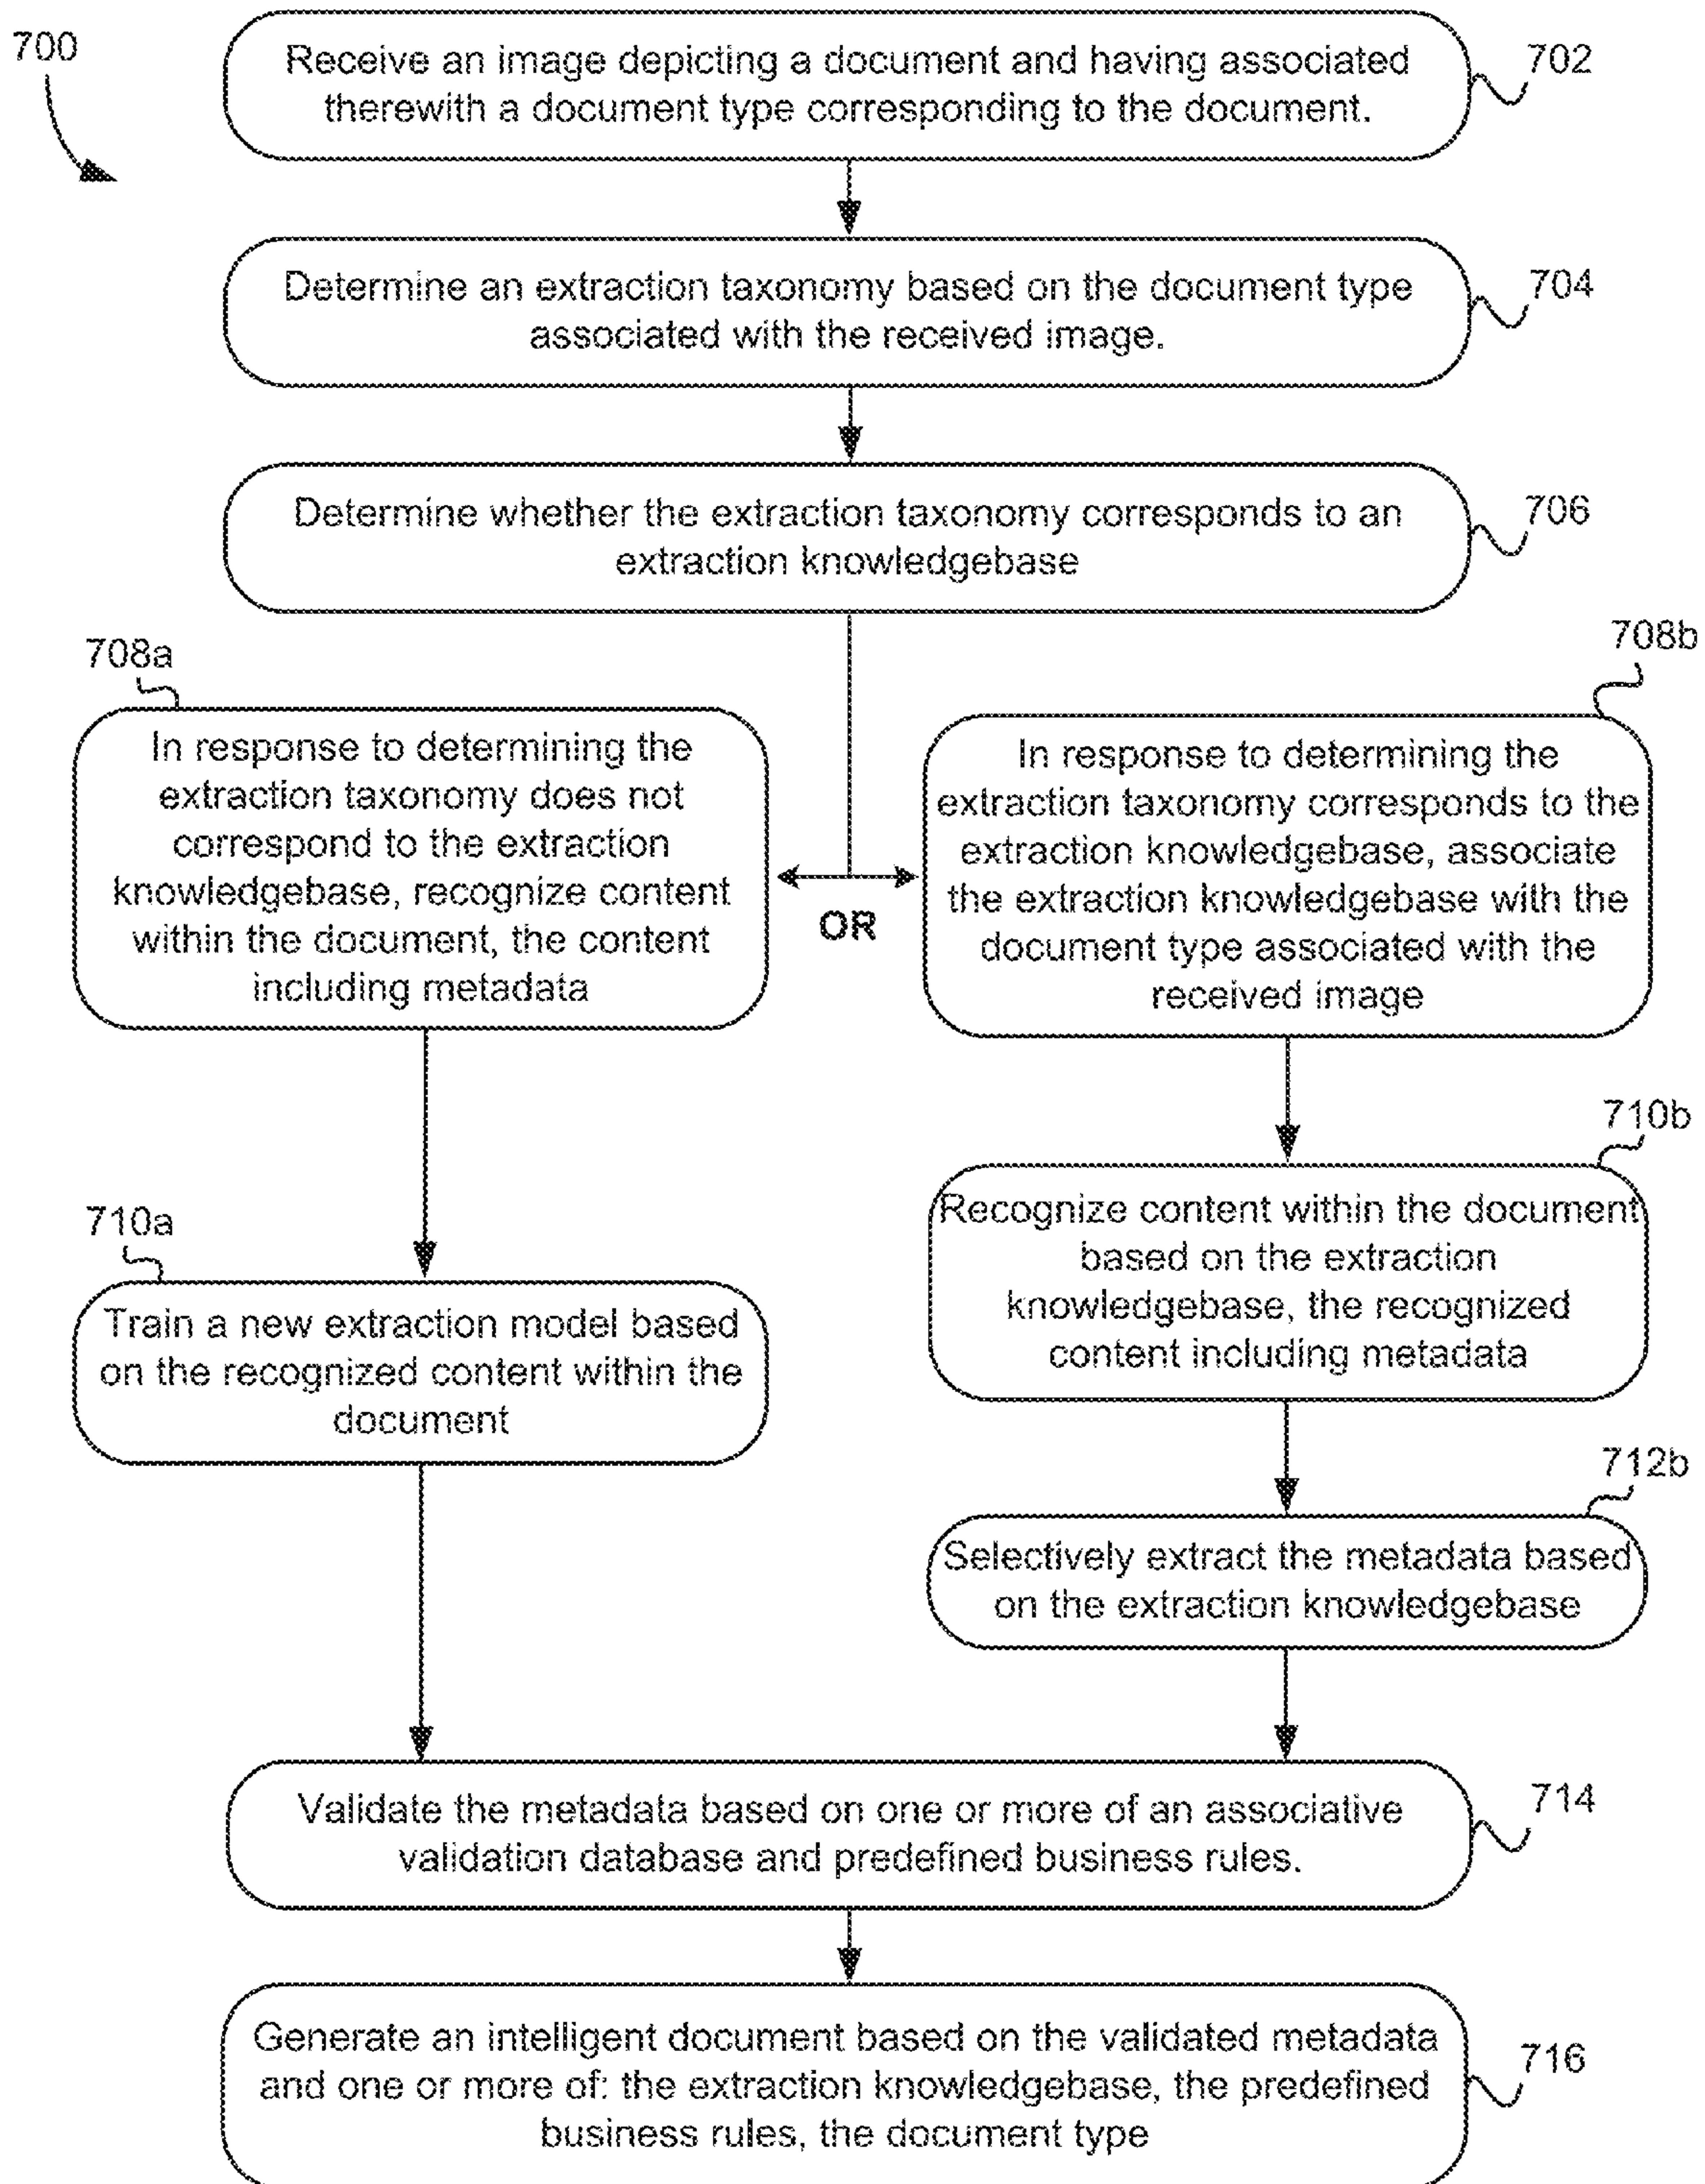 700
Receive an image depicting a document and having associated
therewith a document type corresponding to the document.
702
Determine an extraction taxonomy based on the document type
associated with the received image.
704
Determine whether the extraction taxonomy corresponds to an
extraction knowledgebase
706
708a
In response to determining the
extraction taxonomy does not
correspond to the extraction
knowledgebase, recognize content
within the document, the content
including metadata
OR
708b
In response to determining the
extraction taxonomy corresponds to the
extraction knowledgebase, associate
the extraction knowledgebase with the
document type associated with the
received image
710a
Train a new extraction model based
on the recognized content within the
document
710b
Recognize content within the document
based on the extraction
knowledgebase, the recognized
content including metadata
712b
Selectively extract the metadata based
on the extraction knowledgebase
Validate the metadata based on one or more of an associative
validation database and predefined business rules.
714
Generate an intelligent document based on the validated metadata
and one or more of: the extraction knowledgebase, the predefined
business rules, the document type
716